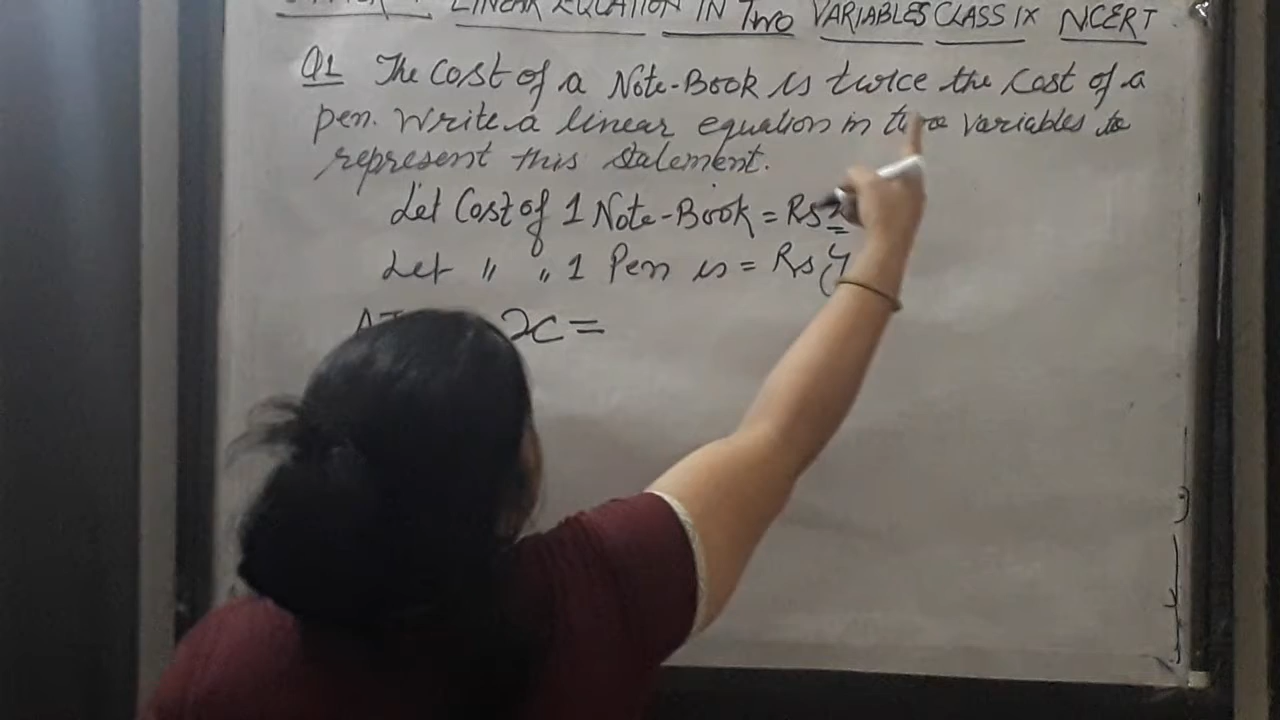 LINEAR EQUATION IN TWO VARIABLES CLASS IX NCERT
Q1 The Cost of a Note-Book is twice the cost of a
pen. Write a linear equation in two variables to
represent this statement.
Let Cost of 1 Note-Book = Rs x
Let " " 1 Pen is = Rs y
x =